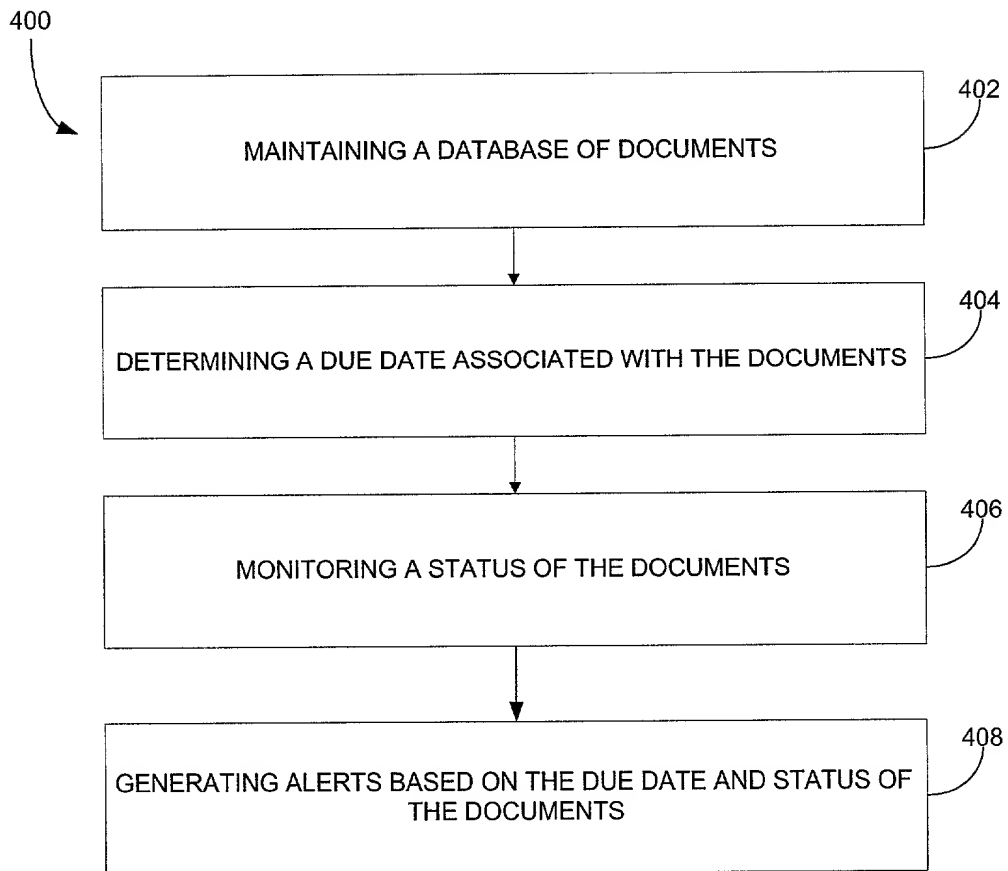 400
402
MAINTAINING A DATABASE OF DOCUMENTS
404
DETERMINING A DUE DATE ASSOCIATED WITH THE DOCUMENTS
406
MONITORING A STATUS OF THE DOCUMENTS
408
GENERATING ALERTS BASED ON THE DUE DATE AND STATUS OF
THE DOCUMENTS